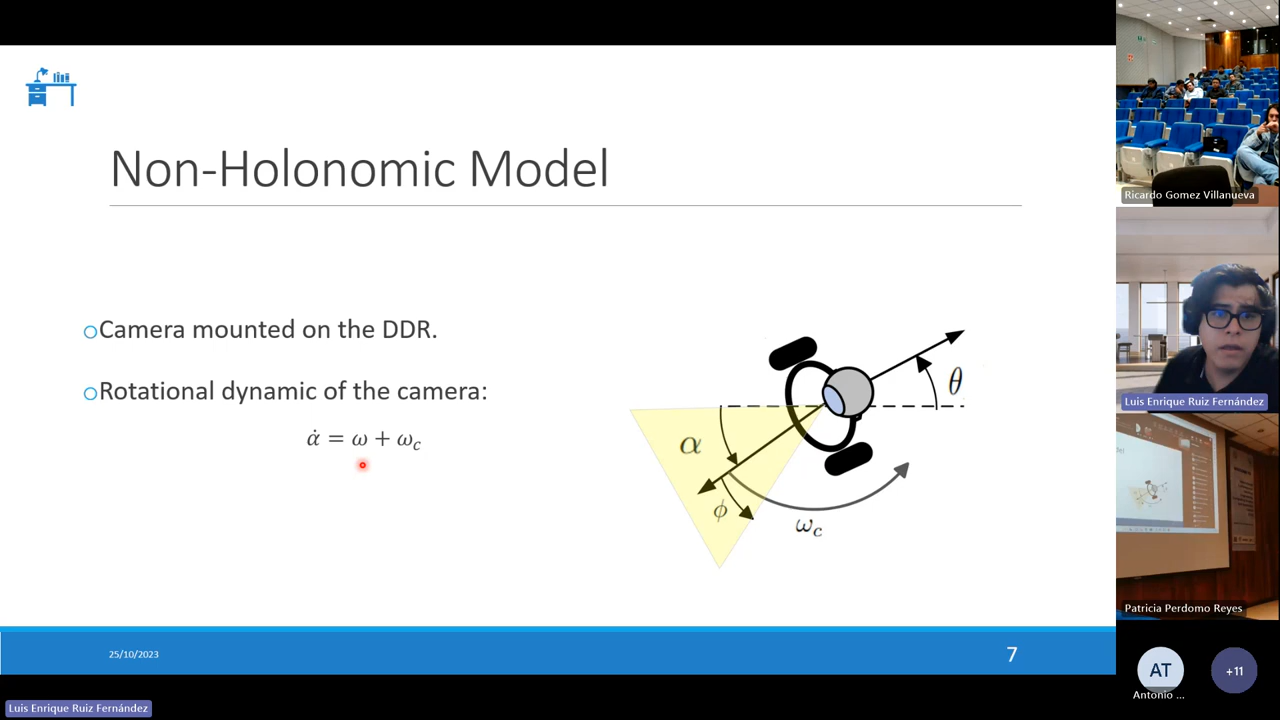 Non-Holonomic Model
Camera mounted on the DDR.
Rotational dynamic of the camera:
α̇ = ω + ω_c
θ
α
ϕ
ω_c
25/10/2023
7
Luis Enrique Ruiz Fernández
Ricardo Gomez Villanueva
Luis Enrique Ruiz Fernández
Patricia Perdomo Reyes
AT
Antonio ...
+11